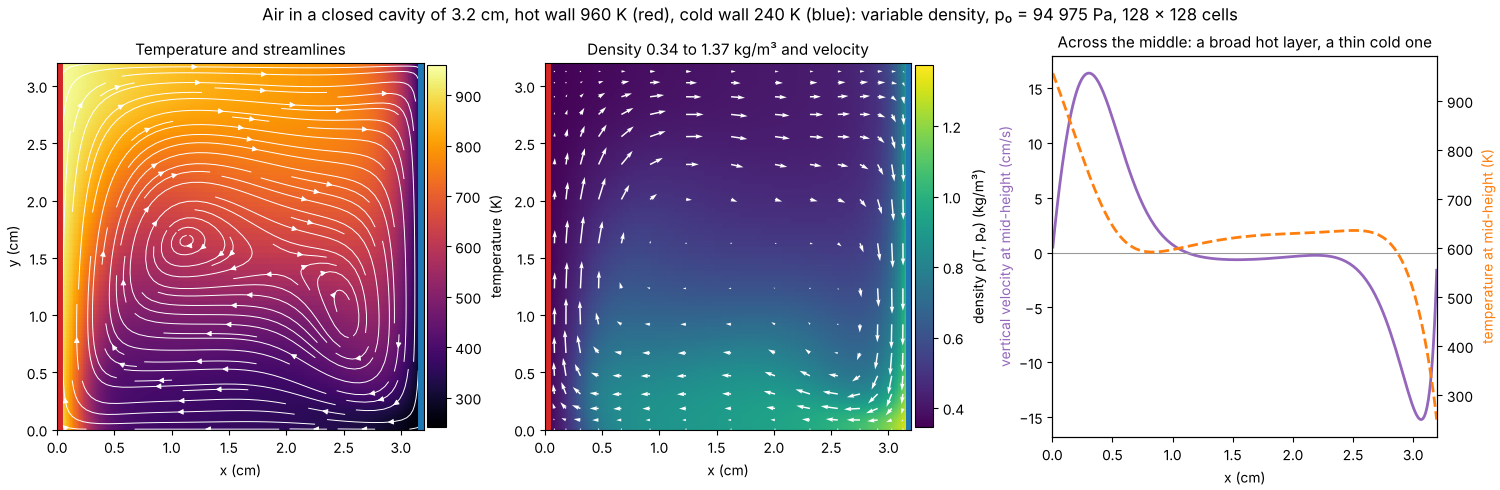 Air in a closed cavity of 3.2 cm, hot wall 960 K (red), cold wall 240 K (blue): variable density, p₀ = 94 975 Pa, 128 × 128 cells
Temperature and streamlines
3.0
2.5
2.0
1.5
1.0
0.5
0.0
y (cm)
0.0 0.5 1.0 1.5 2.0 2.5 3.0
x (cm)
900
800
700
600
500
400
300
temperature (K)
Density 0.34 to 1.37 kg/m³ and velocity
3.0
2.5
2.0
1.5
1.0
0.5
0.0
0.0 0.5 1.0 1.5 2.0 2.5 3.0
x (cm)
1.2
1.0
0.8
0.6
0.4
density ρ(T, p₀) (kg/m³)
Across the middle: a broad hot layer, a thin cold one
vertical velocity at mid-height (cm/s)
15
10
5
0
−5
−10
−15
0.0 0.5 1.0 1.5 2.0 2.5 3.0
x (cm)
900
800
700
600
500
400
300
temperature at mid-height (K)